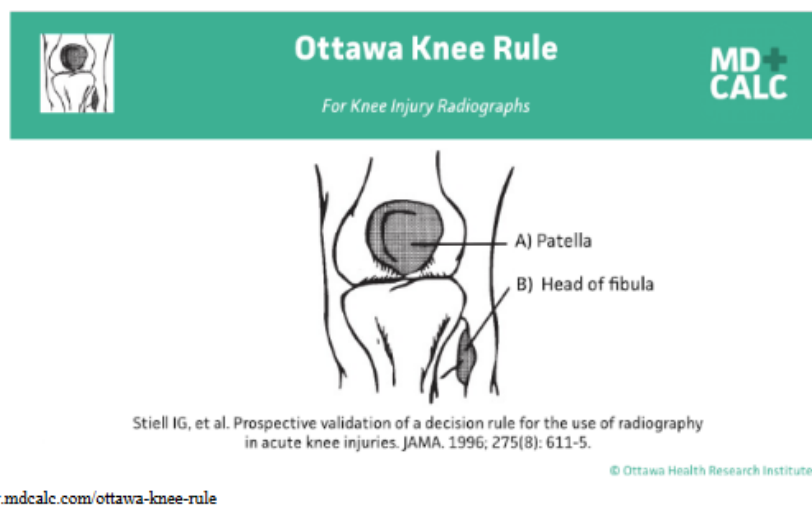 Ottawa Knee Rule
For Knee Injury Radiographs
MD+
CALC
A) Patella
B) Head of fibula
Stiell IG, et al. Prospective validation of a decision rule for the use of radiography
in acute knee injuries. JAMA. 1996; 275(8): 611-5.
© Ottawa Health Research Institute
.mdcalc.com/ottawa-knee-rule